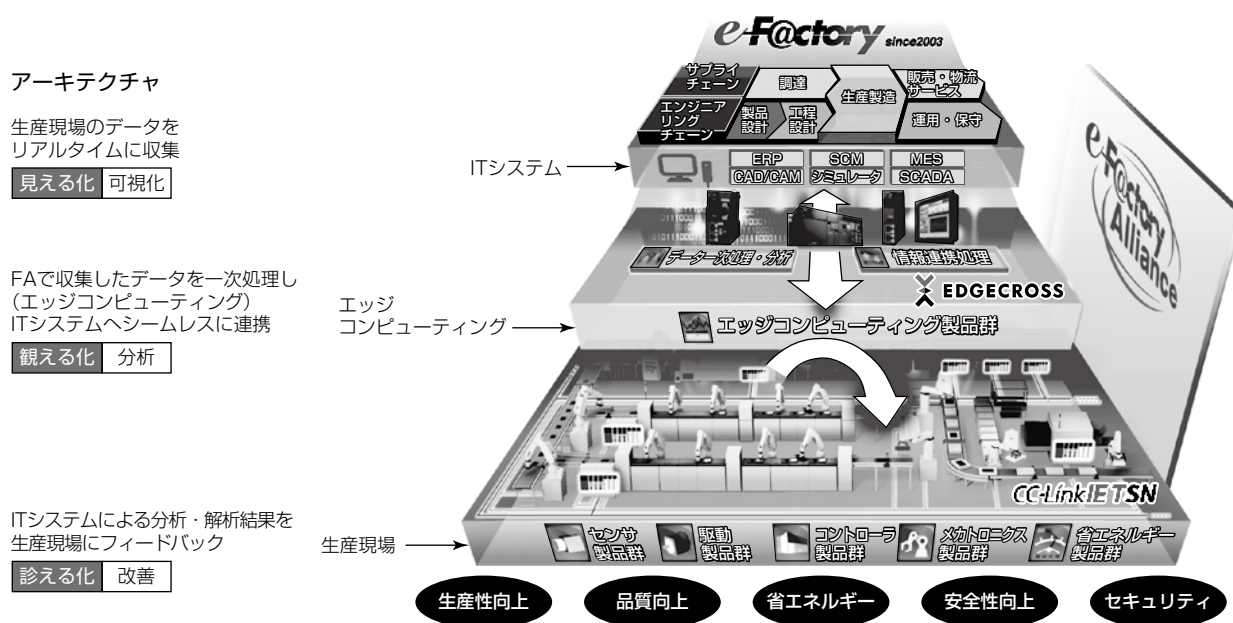 e-F@ctory since2003
アーキテクチャ
生産現場のデータを
リアルタイムに収集
見える化 可視化
FAで収集したデータを一次処理し
(エッジコンピューティング)
ITシステムへシームレスに連携
観える化 分析
ITシステムによる分析・解析結果を
生産現場にフィードバック
診える化 改善
ITシステム
エッジ
コンピューティング
生産現場
サプライ
チェーン
調達
生産製造
販売・物流
サービス
エンジニア
リング
チェーン
製品
設計
工程
設計
運用・保守
ERP
SCM
MES
CAD/CAM
シミュレータ
SCADA
データ一次処理・分析
情報連携処理
EDGECROSS
エッジコンピューティング製品群
CC-Link IE TSN
センサ
製品群
駆動
製品群
コントローラ
製品群
メカトロニクス
製品群
省エネルギー
製品群
e-F@ctory
Alliance
生産性向上
品質向上
省エネルギー
安全性向上
セキュリティ